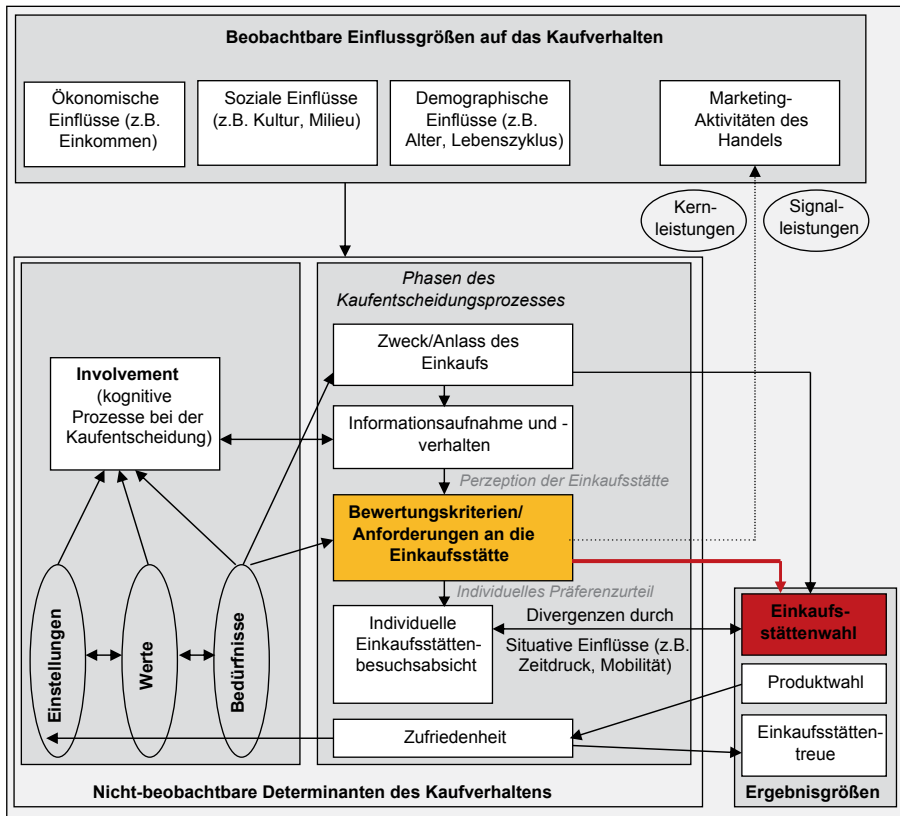 Beobachtbare Einflussgrößen auf das Kaufverhalten
Ökonomische
Einflüsse (z.B.
Einkommen)
Soziale Einflüsse
(z.B. Kultur, Milieu)
Demographische
Einflüsse (z.B.
Alter, Lebenszyklus)
Marketing-
Aktivitäten des
Handels
Kern-
leistungen
Signal-
leistungen
Phasen des
Kaufentscheidungsprozesses
Zweck/Anlass des
Einkaufs
Involvement
(kognitive
Prozesse bei der
Kaufentscheidung)
Informationsaufnahme und -
verhalten
Perzeption der Einkaufsstätte
Bewertungskriterien/
Anforderungen an die
Einkaufsstätte
Individuelles Präferenzurteil
Individuelle
Einkaufsstätten-
besuchsabsicht
Divergenzen durch
Situative Einflüsse (z.B.
Zeitdruck, Mobilität)
Einkaufs-
stättenwahl
Produktwahl
Einkaufsstätten-
treue
Ergebnisgrößen
Einstellungen
Werte
Bedürfnisse
Zufriedenheit
Nicht-beobachtbare Determinanten des Kaufverhaltens